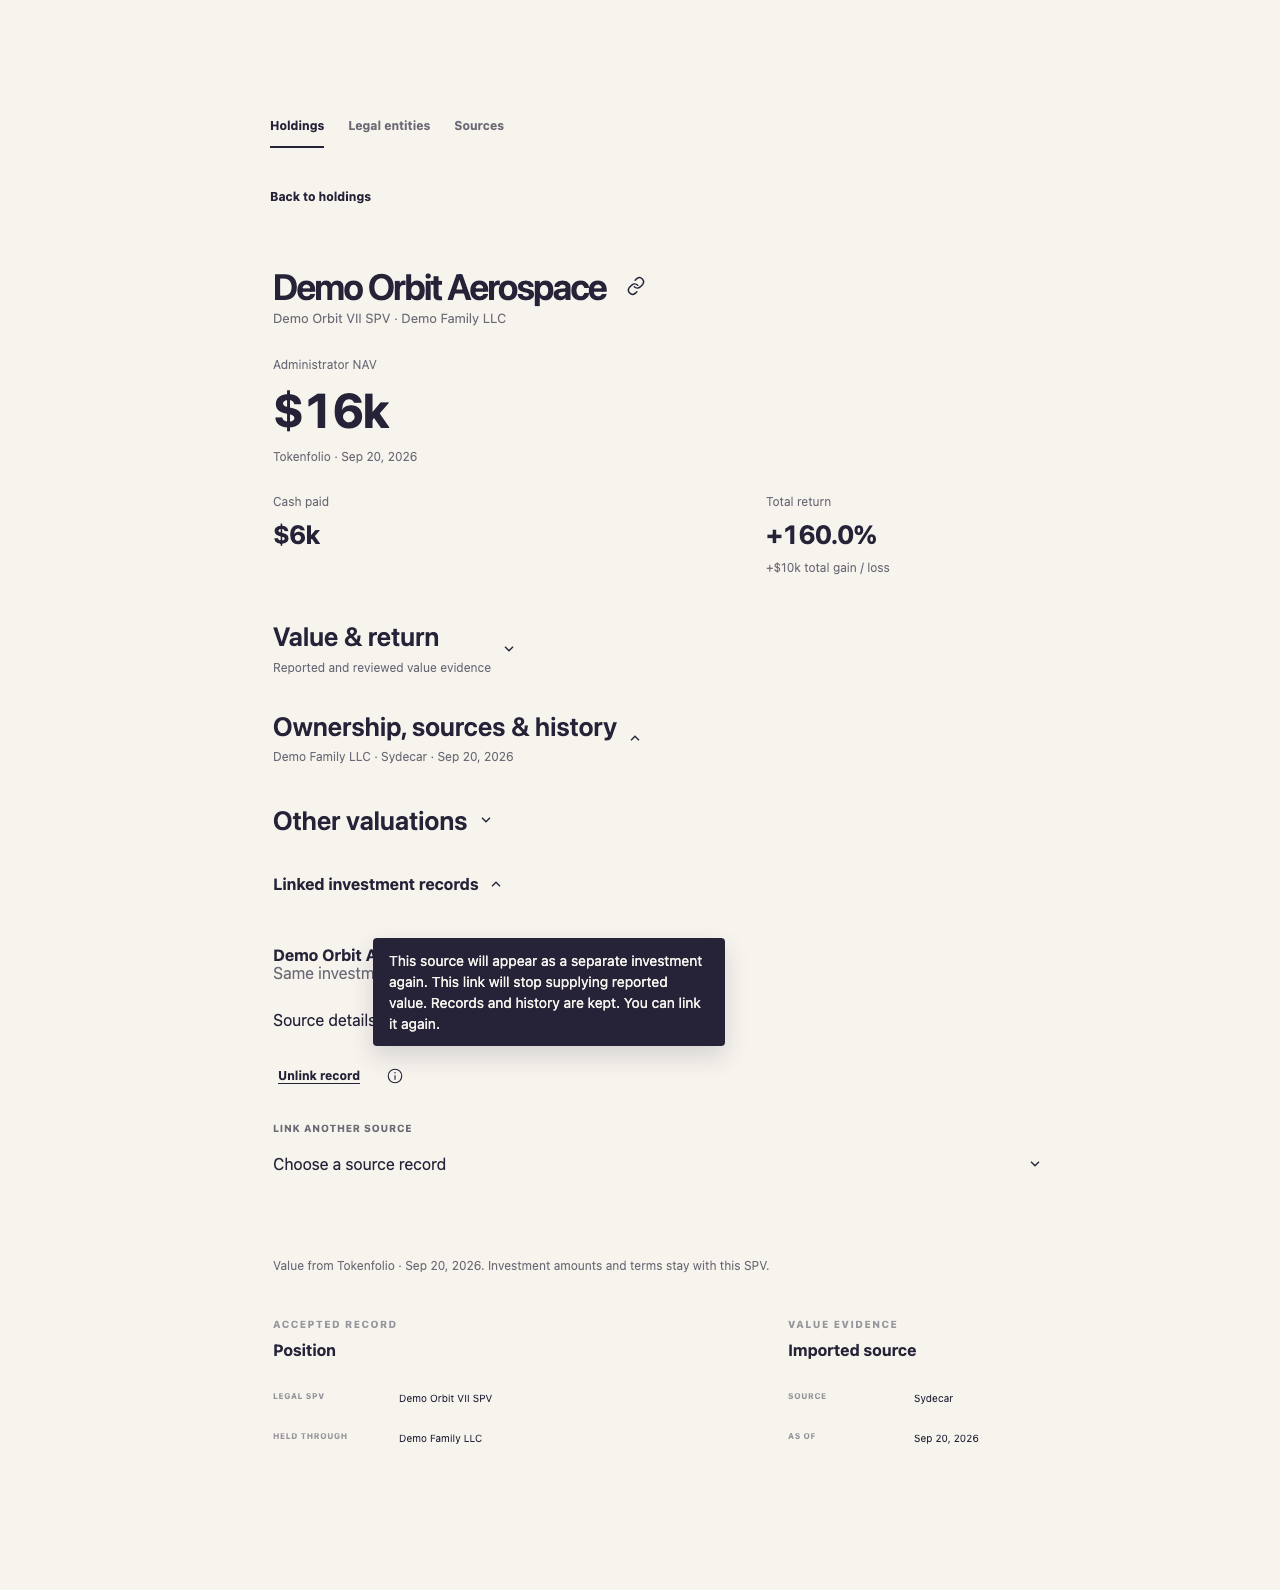 Holdings Legal entities Sources
Back to holdings
Demo Orbit Aerospace
Demo Orbit VII SPV · Demo Family LLC
Administrator NAV
$16k
Tokenfolio · Sep 20, 2026
Cash paid Total return
$6k +160.0%
+$10k total gain / loss
Value & return
Reported and reviewed value evidence
Ownership, sources & history
Demo Family LLC · Sydecar · Sep 20, 2026
Other valuations
Linked investment records
Demo Orbit
Same
Source details
This source will appear as a separate investment
again. This link will stop supplying reported
value. Records and history are kept. You can link
it again.
Unlink record
LINK ANOTHER SOURCE
Choose a source record
Value from Tokenfolio · Sep 20, 2026. Investment amounts and terms stay with this SPV.
ACCEPTED RECORD VALUE EVIDENCE
Position Imported source
LEGAL SPV Demo Orbit VII SPV SOURCE Sydecar
HELD THROUGH Demo Family LLC AS OF Sep 20, 2026